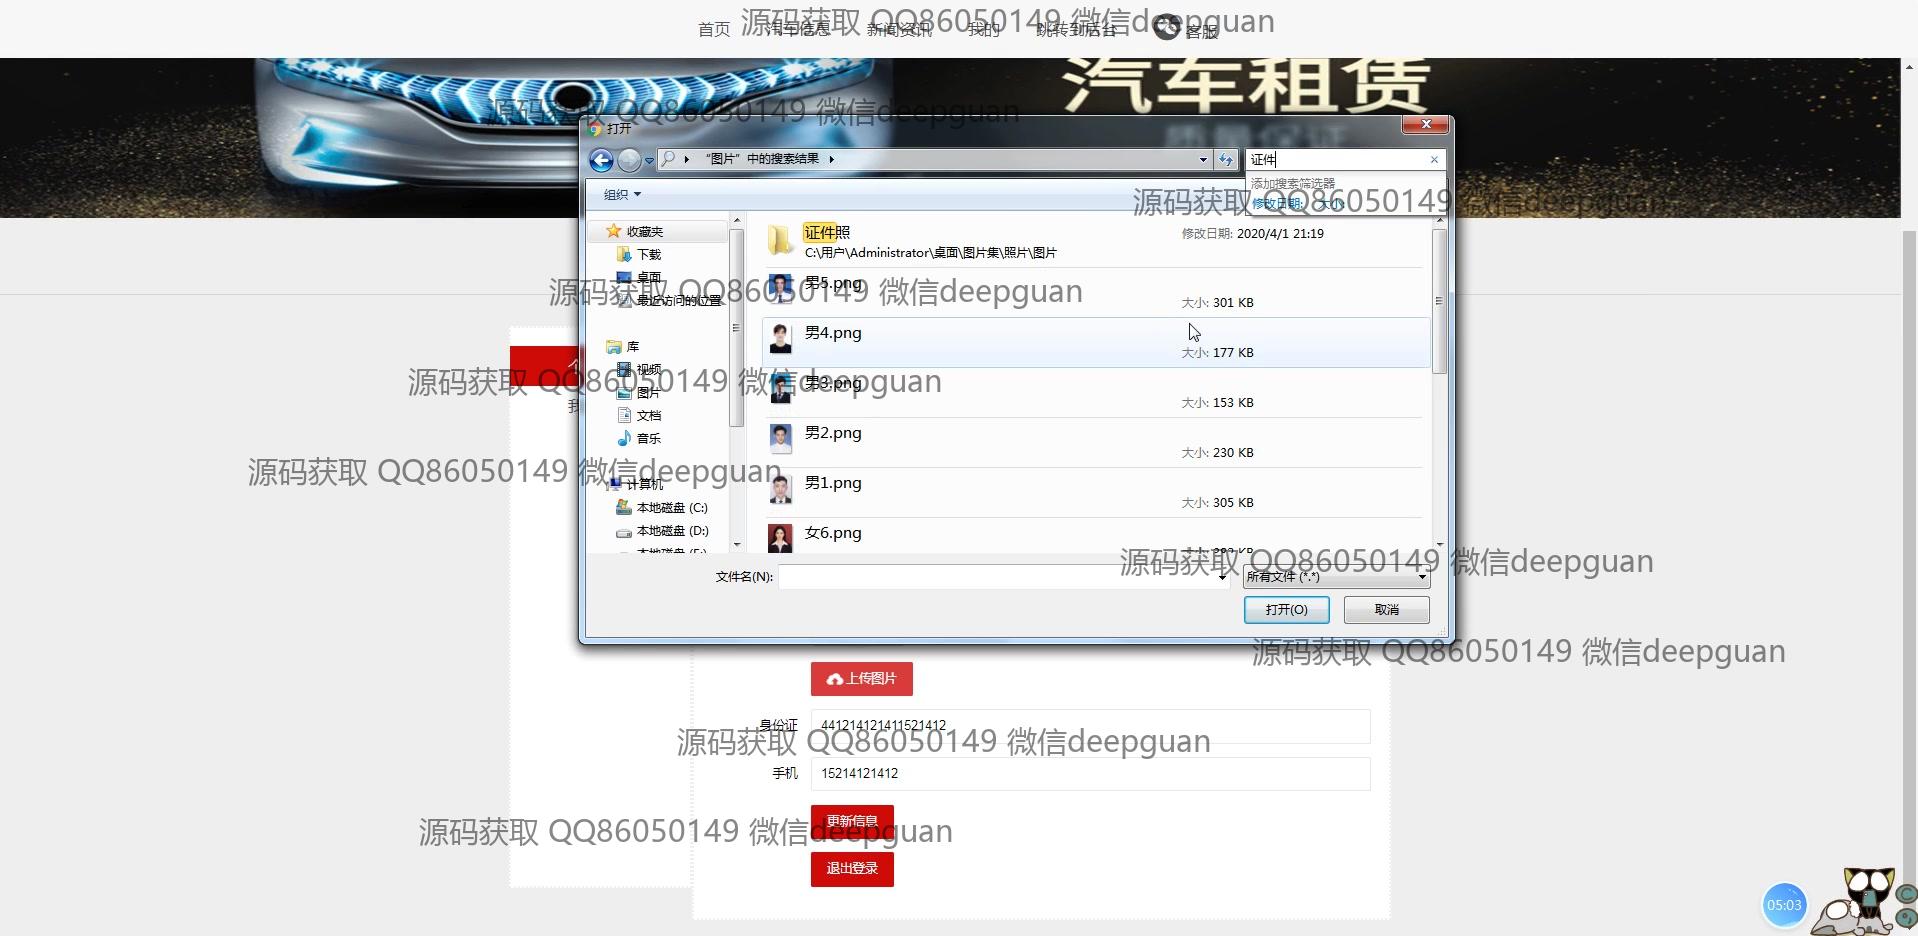 首页 汽车信息 新闻资讯 我的 跳转到后台 客服
源码获取 QQ86050149 微信deepguan
汽车租赁
质量保证
源码获取 QQ86050149 微信deepguan
打开
“图片”中的搜索结果
证件
组织
添加搜索筛选器
修改日期: 大小:
源码获取 QQ86050149 微信deepguan
收藏夹
下载
桌面
最近访问的位置
库
视频
图片
文档
音乐
计算机
本地磁盘 (C:)
本地磁盘 (D:)
证件照
C:\用户\Administrator\桌面\图片集\照片\图片
修改日期: 2020/4/1 21:19
男5.png
大小: 301 KB
源码获取 QQ86050149 微信deepguan
男4.png
大小: 177 KB
男3.png
大小: 153 KB
源码获取 QQ86050149 微信deepguan
男2.png
大小: 230 KB
男1.png
大小: 305 KB
源码获取 QQ86050149 微信deepguan
女6.png
文件名(N):
所有文件 (*.*)
源码获取 QQ86050149 微信deepguan
打开(O) 取消
源码获取 QQ86050149 微信deepguan
上传图片
身份证 441214121411521412
源码获取 QQ86050149 微信deepguan
手机 15214121412
更新信息
源码获取 QQ86050149 微信deepguan
退出登录
05:03